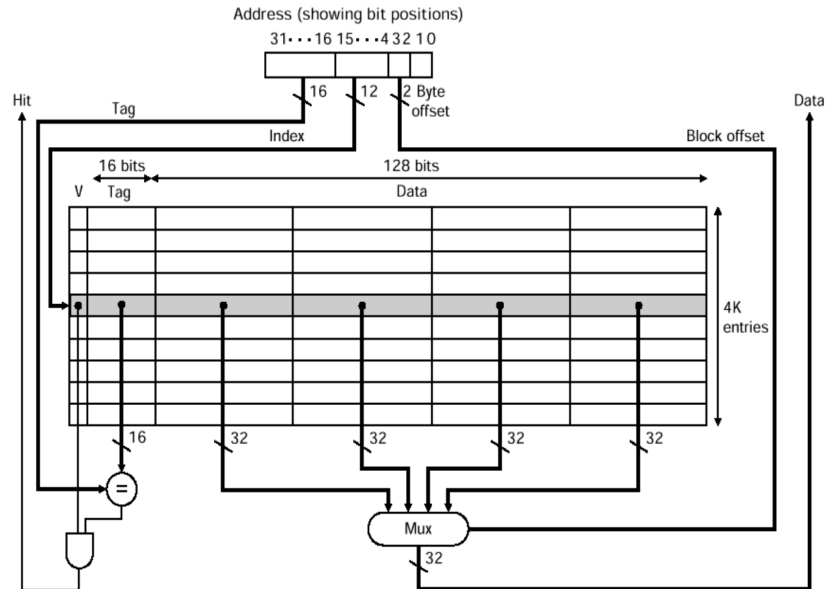 Address (showing bit positions)
31···16 15···4 3 2 1 0
Hit
16
12
2 Byte
offset
Data
Tag
Index
Block offset
16 bits
128 bits
V
Tag
Data
4K
entries
16
32
32
32
32
=
Mux
32